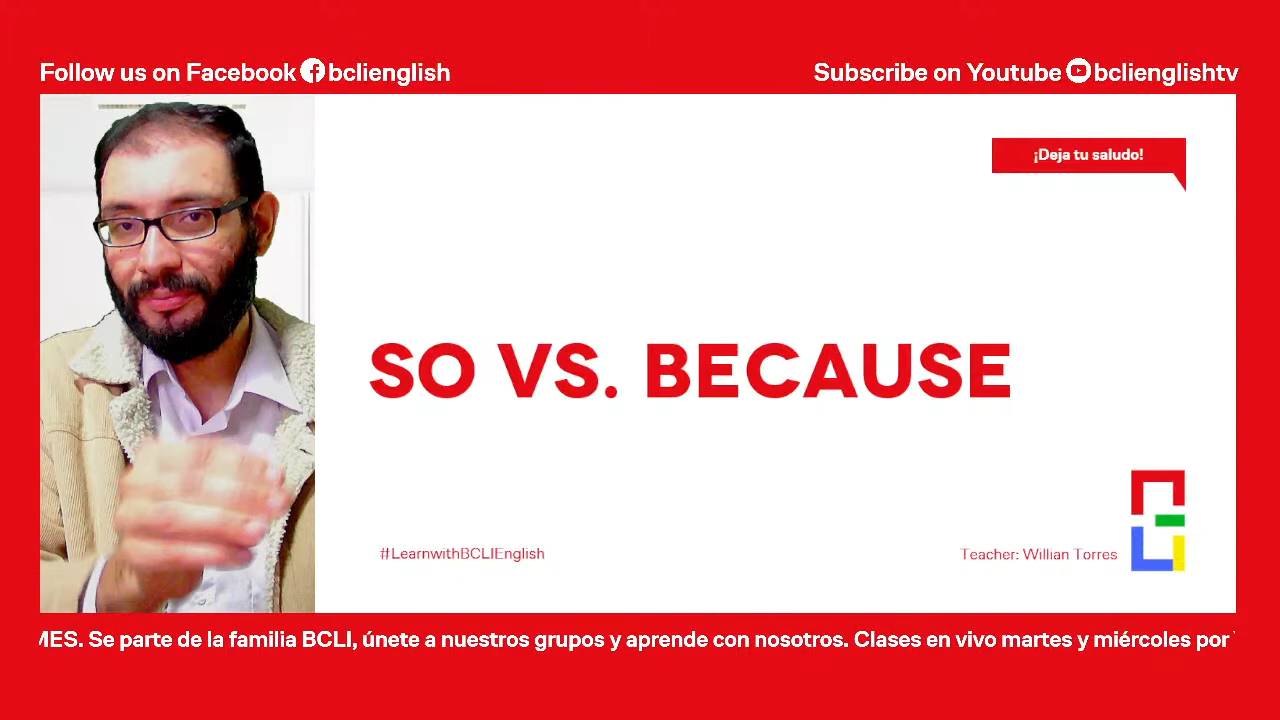 Follow us on Facebook bclienglish
Subscribe on Youtube bclienglishtv
¡Deja tu saludo!
SO VS. BECAUSE
#LearnwithBCLIEnglish
Teacher: Willian Torres
Se parte de la familia BCLI, únete a nuestros grupos y aprende con nosotros. Clases en vivo martes y miércoles por